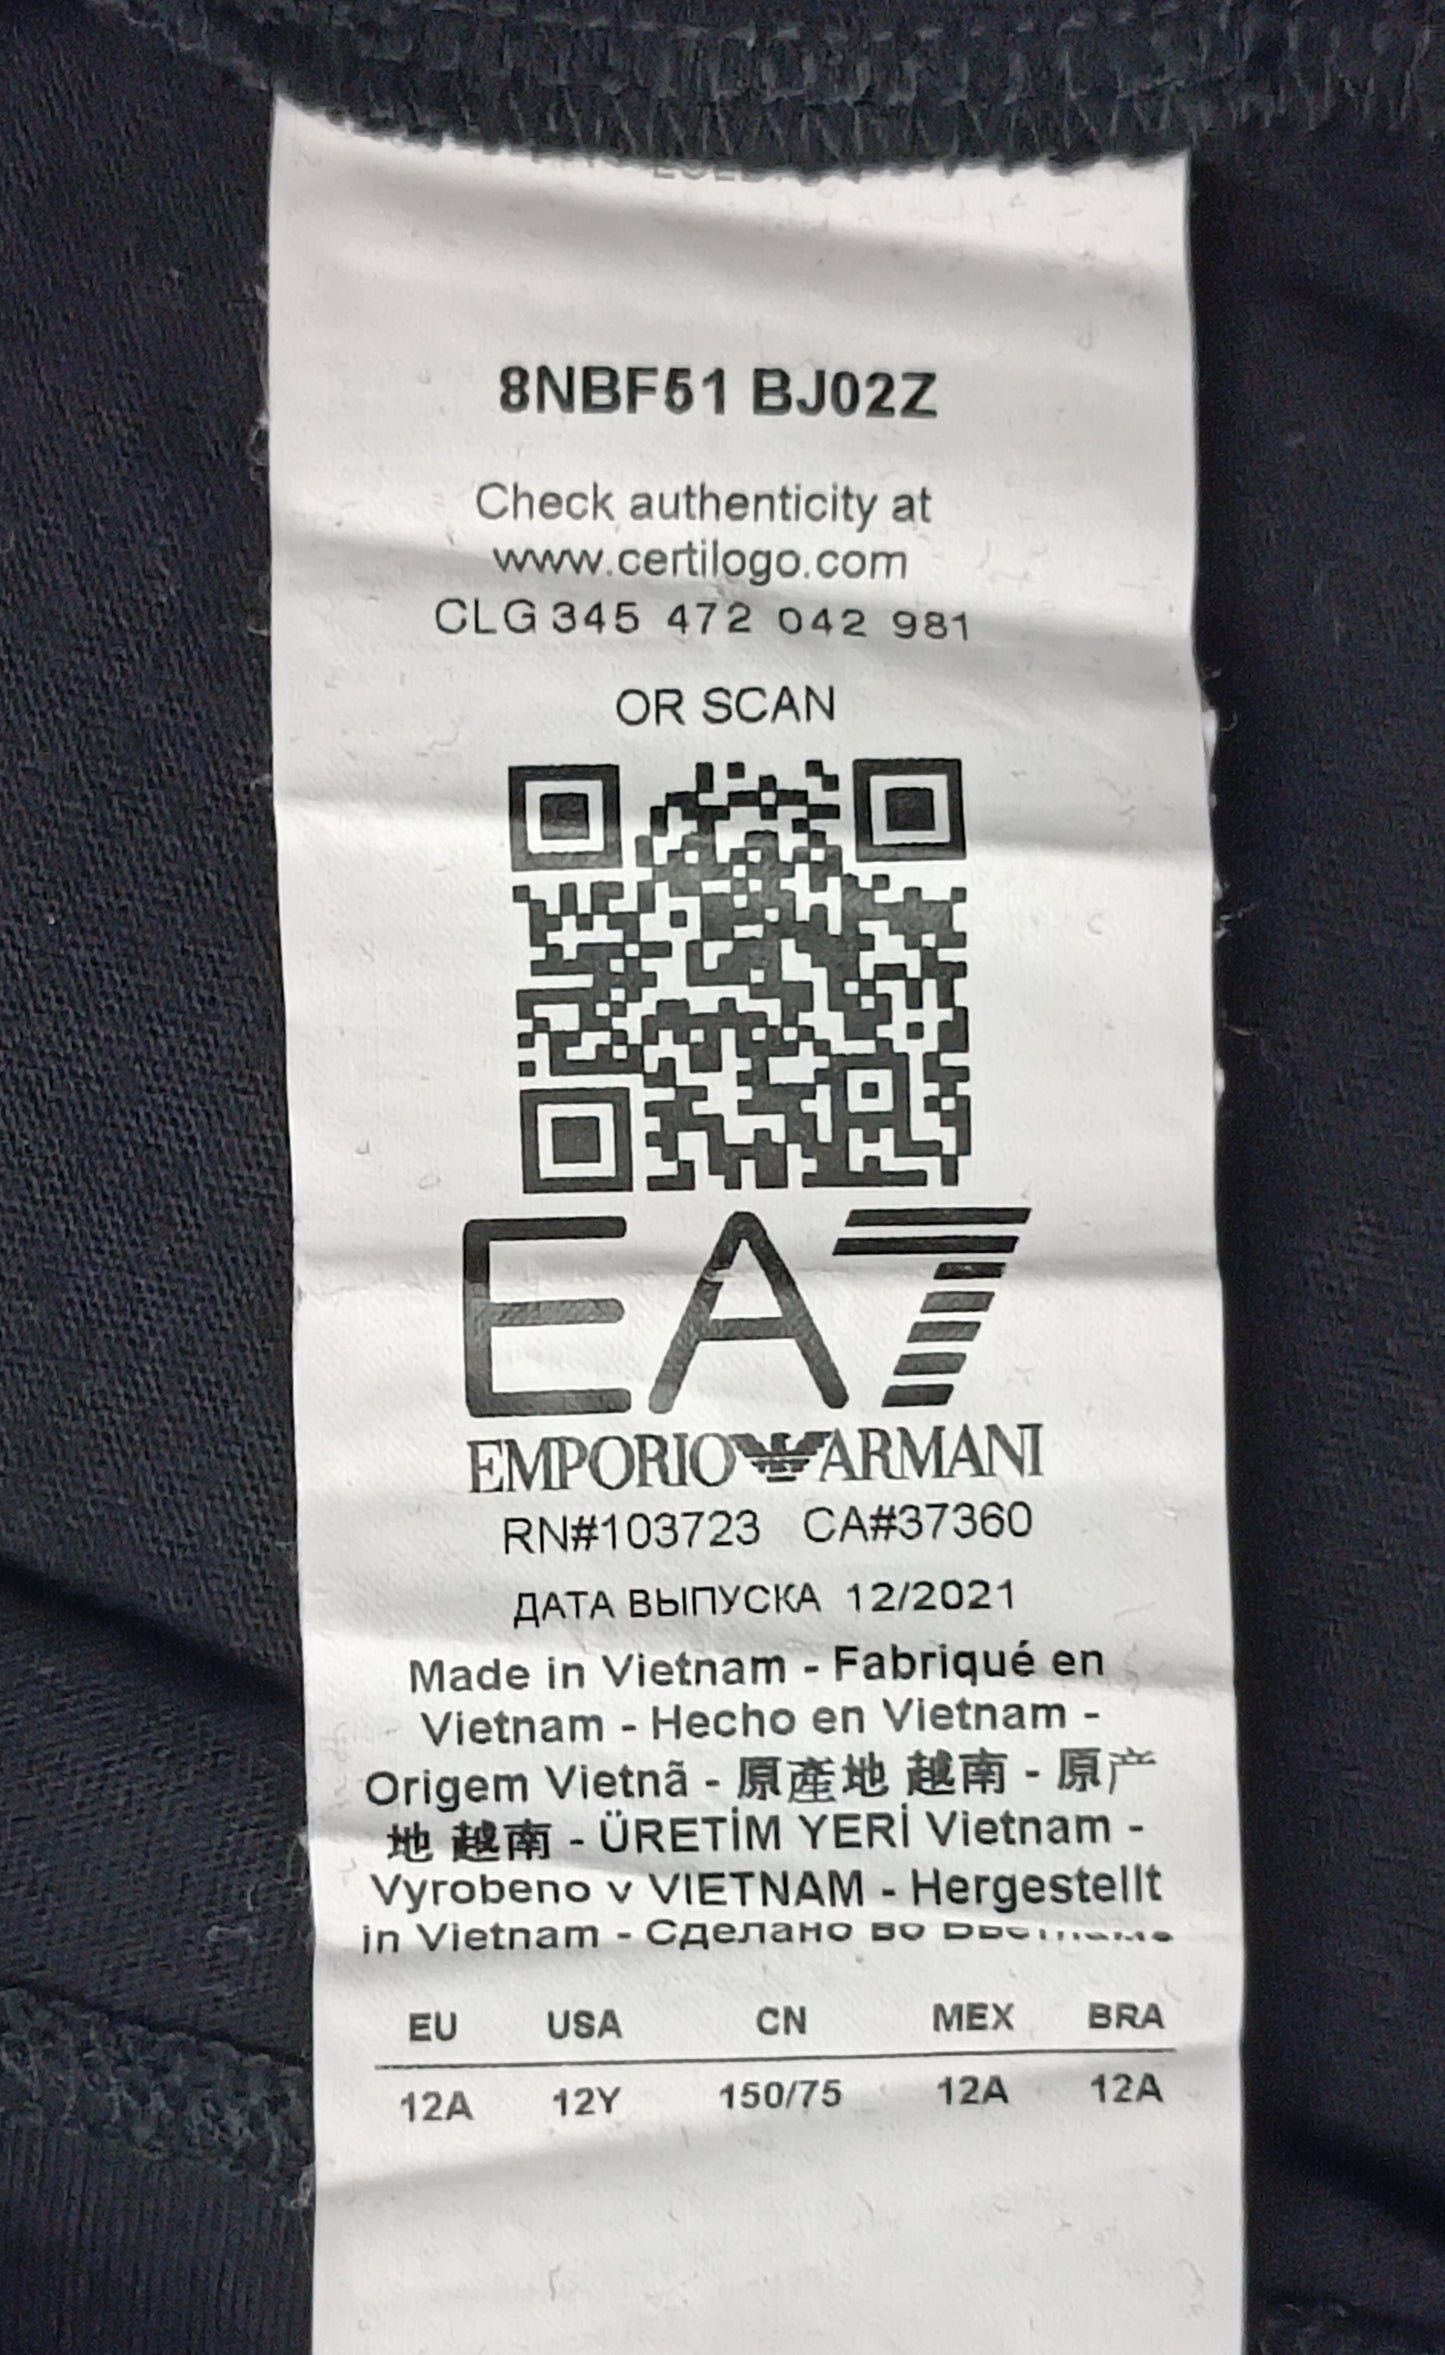 8NBF51 BJ02Z
Check authenticity at
www.certilogo.com
CLG 345 472 042 981
OR SCAN
EA7
EMPORIO ARMANI
RN#103723 CA#37360
ДАТА ВЫПУСКА 12/2021
Made in Vietnam - Fabriqué en
Vietnam - Hecho en Vietnam -
Origem Vietnã - 原產地 越南 - 原产
地 越南 - ÜRETİM YERİ Vietnam -
Vyrobeno v VIETNAM - Hergestellt
in Vietnam - Сделано во
EU USA CN MEX BRA
12A 12Y 150/75 12A 12A